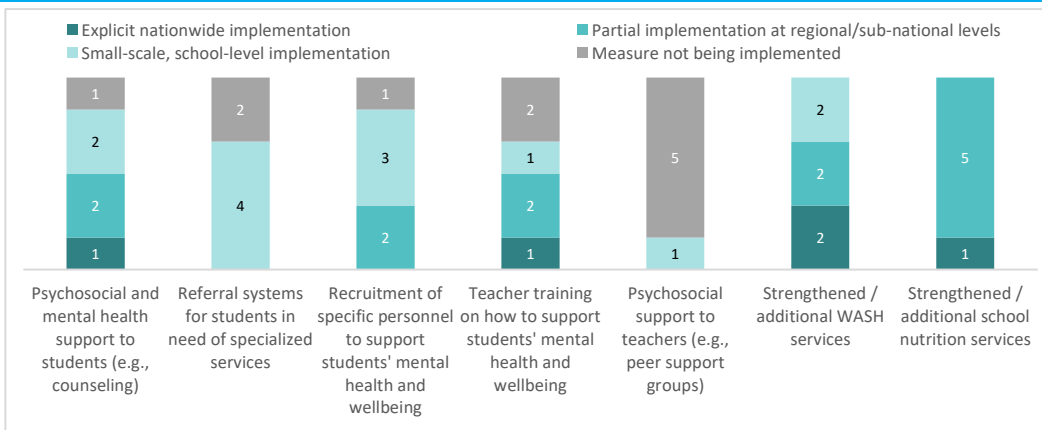 Explicit nationwide implementation
Partial implementation at regional/sub-national levels
Small-scale, school-level implementation
Measure not being implemented
1
2
2
1
2
4
1
3
2
2
1
2
1
5
1
2
2
2
5
1
Psychosocial and
mental health
support to
students (e.g.,
counseling)
Referral systems
for students in
need of specialized
services
Recruitment of
specific personnel
to support
students' mental
health and
wellbeing
Teacher training
on how to support
students' mental
health and
wellbeing
Psychosocial
support to
teachers (e.g.,
peer support
groups)
Strengthened /
additional WASH
services
Strengthened /
additional school
nutrition services